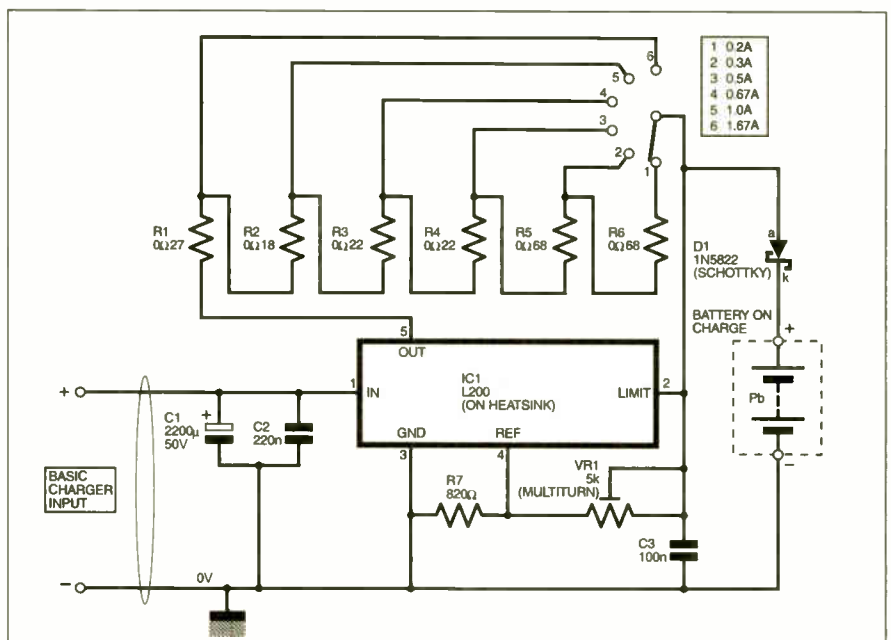 6
5
4
3
2
1
1 0.2A
2 0.3A
3 0.5A
4 0.67A
5 1.0A
6 1.67A
R1
0Ω27
R2
0Ω18
R3
0Ω22
R4
0Ω22
R5
0Ω68
R6
0Ω68
a
D1
1N5822
(SCHOTTKY)
k
BATTERY ON
CHARGE
+
Pb
−
5
OUT
+
1
IN
IC1
L200
(ON HEATSINK)
LIMIT
2
C1
2200µ
50V
+
C2
220n
GND
3
REF
4
VR1
5k
(MULTITURN)
R7
820Ω
BASIC
CHARGER
INPUT
C3
100n
−
0V